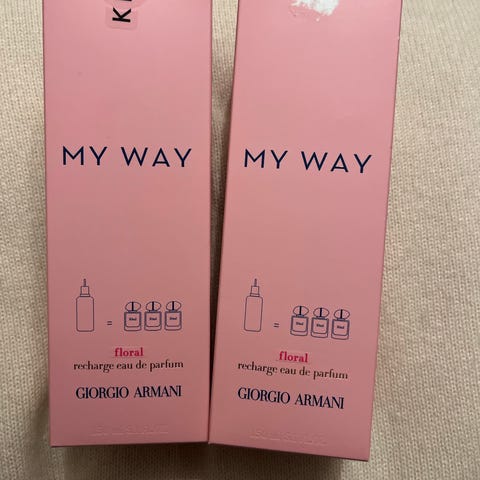 MY WAY
floral
recharge eau de parfum
GIORGIO ARMANI
MY WAY
floral
recharge eau de parfum
GIORGIO ARMANI